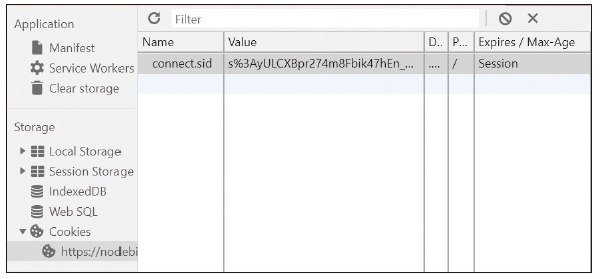 Application
Manifest
Service Workers
Clear storage
Storage
Local Storage
Session Storage
IndexedDB
Web SQL
Cookies
https://nodebi
Filter
Name Value D.. P... Expires / Max-Age
connect.sid s%3AyULCXBpr274m8Fbik47hEn_... .... / Session